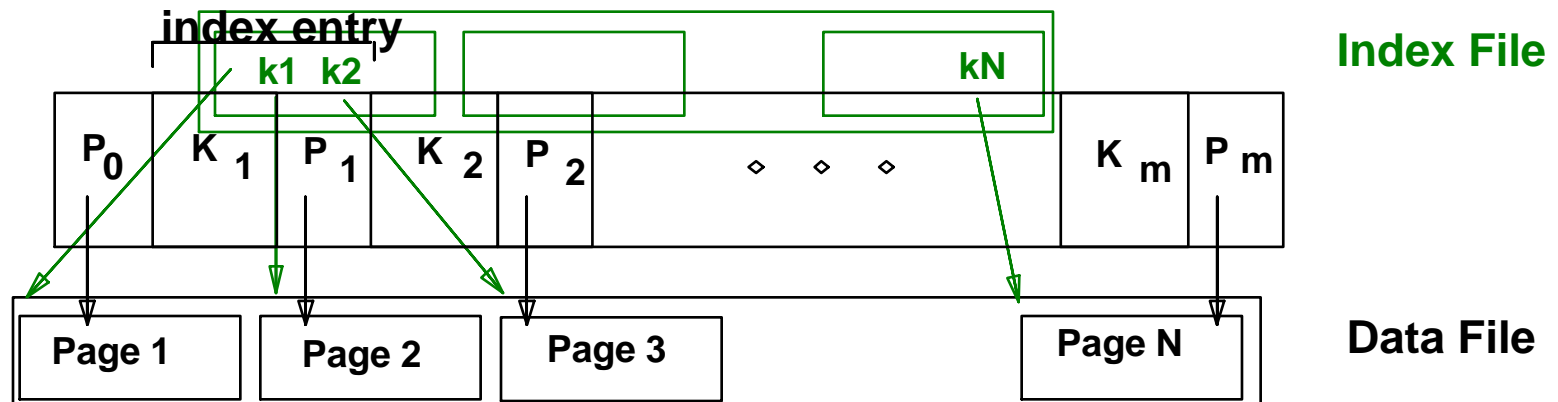 index entry
Index File
k1 k2
kN
P0 K1 P1 K2 P2 Km Pm
Page 1
Page 2
Page 3
Page N
Data File